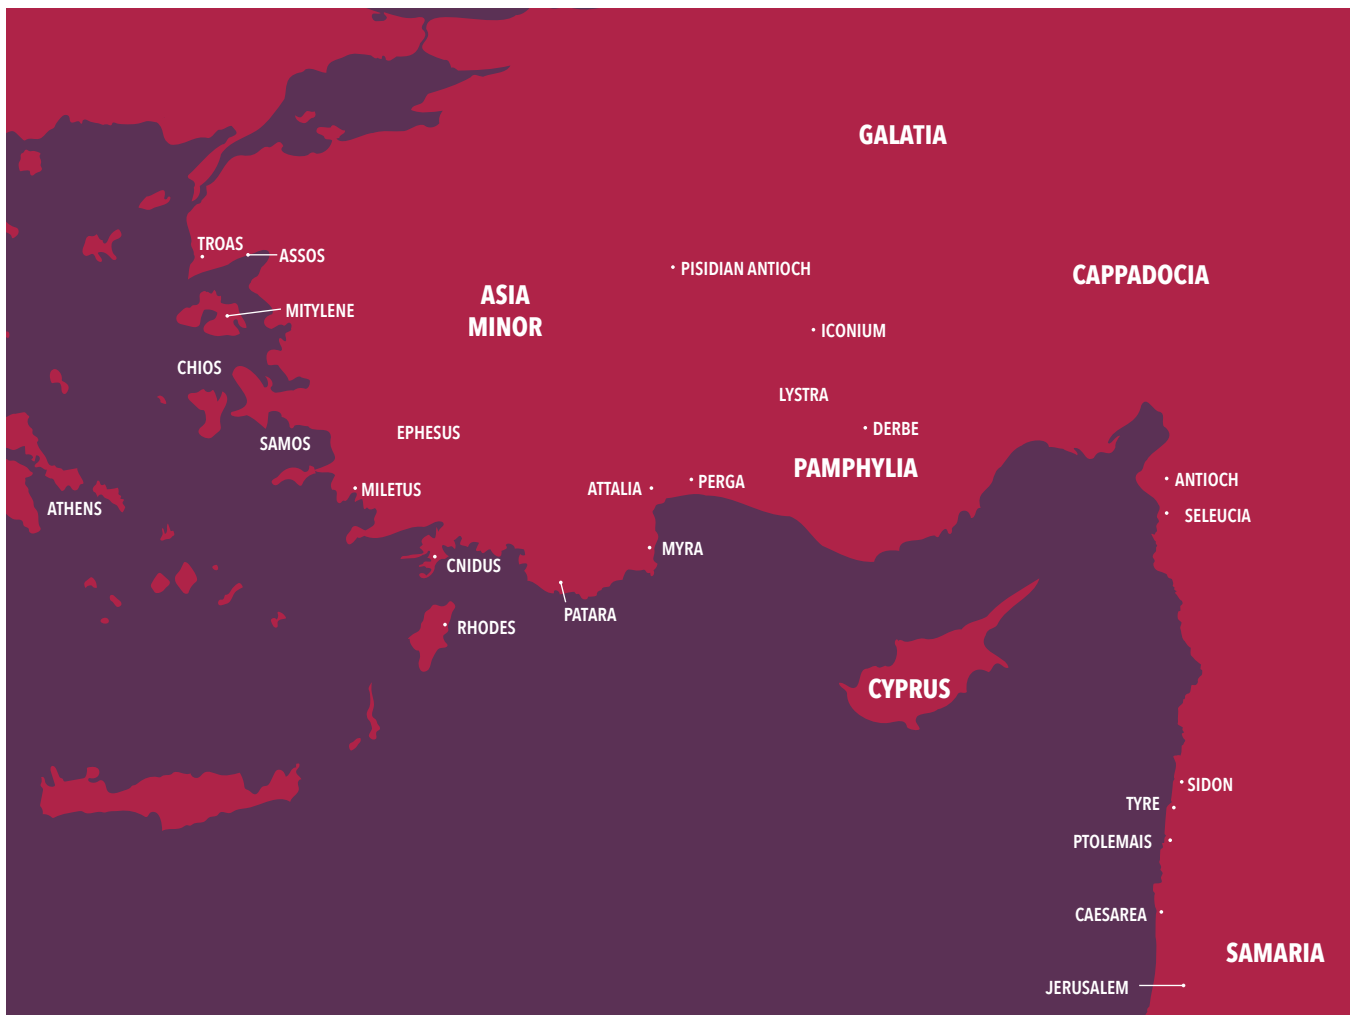 GALATIA
TROAS
ASSOS
PISIDIAN ANTIOCH
CAPPADOCIA
ASIA
MINOR
MITYLENE
ICONIUM
CHIOS
LYSTRA
DERBE
EPHESUS
SAMOS
PAMPHYLIA
ANTIOCH
PERGA
ATTALIA
MILETUS
ATHENS
SELEUCIA
MYRA
CNIDUS
PATARA
RHODES
CYPRUS
SIDON
TYRE
PTOLEMAIS
CAESAREA
SAMARIA
JERUSALEM